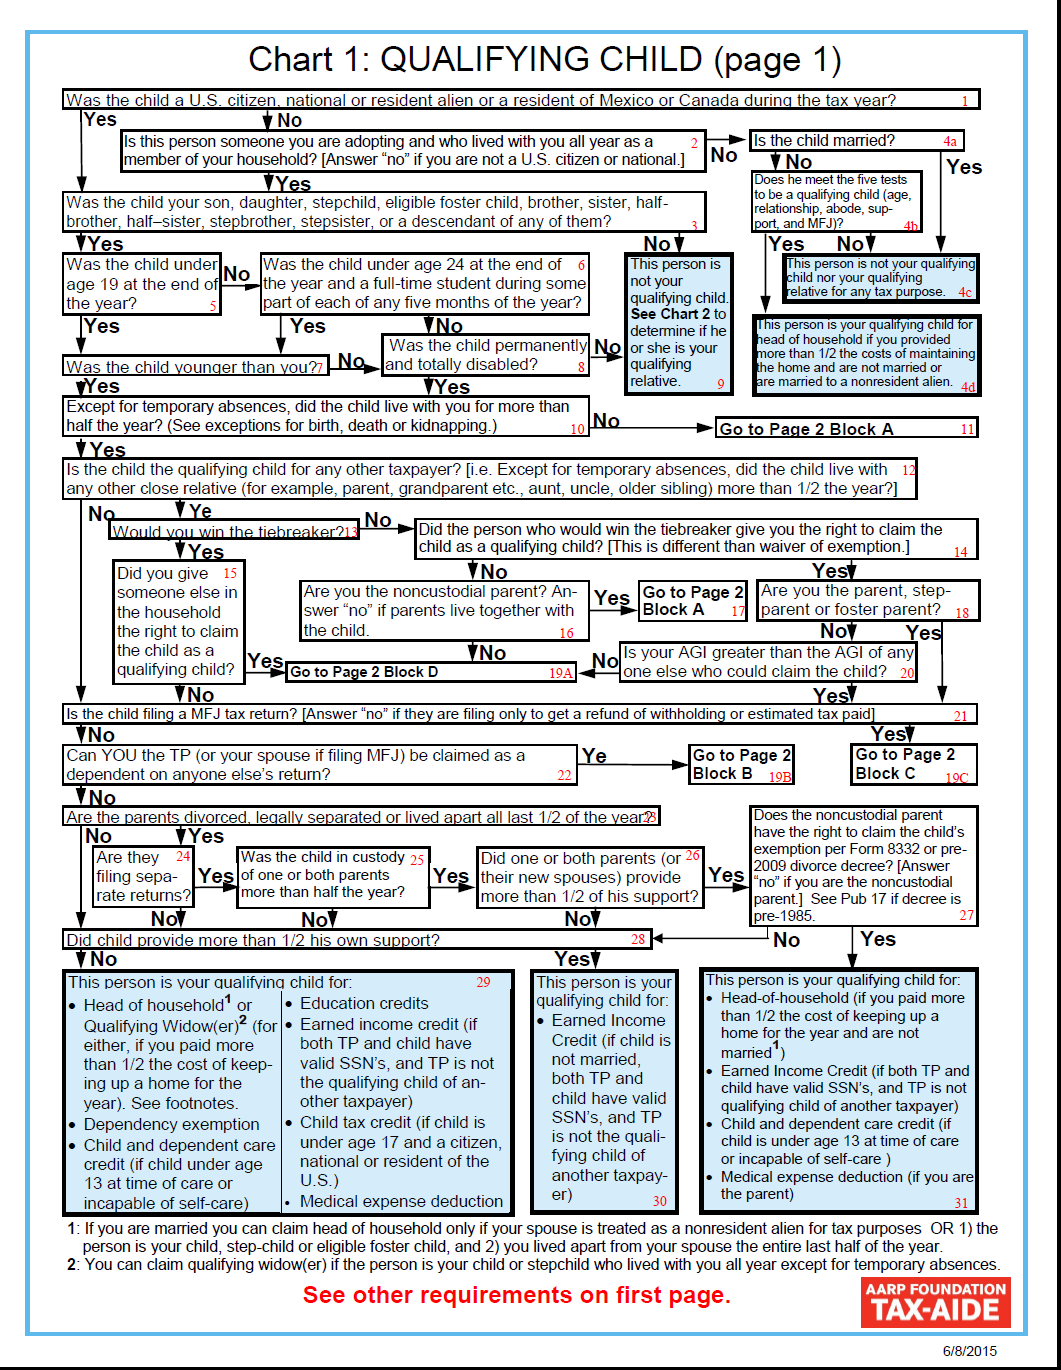 Chart 1: QUALIFYING CHILD (page 1)
Was the child a U.S. citizen, national or resident alien or a resident of Mexico or Canada during the tax year? 1
Yes
No
Is this person someone you are adopting and who lived with you all year as a 2
member of your household? [Answer “no” if you are not a U.S. citizen or national.]
No
Is the child married? 4a
No
Yes
Yes
Does he meet the five tests
to be a qualifying child (age,
relationship, abode, sup-
port, and MFJ)? 4b
Was the child your son, daughter, stepchild, eligible foster child, brother, sister, half-
brother, half–sister, stepbrother, stepsister, or a descendant of any of them? 3
Yes
No
Yes
No
Was the child under
age 19 at the end of
the year? 5
No
Was the child under age 24 at the end of 6
the year and a full-time student during some
part of each of any five months of the year?
This person is
not your
qualifying child.
See Chart 2 to
determine if he
or she is your
qualifying
relative. 9
This person is not your qualifying
child nor your qualifying
relative for any tax purpose. 4c
This person is your qualifying child for
head of household if you provided
more than 1/2 the costs of maintaining
the home and are not married or
are married to a nonresident alien. 4d
Yes
Yes
No
Was the child permanently
and totally disabled? 8
No
Was the child younger than you? 7
No
Yes
Yes
Except for temporary absences, did the child live with you for more than
half the year? (See exceptions for birth, death or kidnapping.) 10
No
Go to Page 2 Block A 11
Yes
Is the child the qualifying child for any other taxpayer? [i.e. Except for temporary absences, did the child live with 12
any other close relative (for example, parent, grandparent etc., aunt, uncle, older sibling) more than 1/2 the year?]
No
Ye
Would you win the tiebreaker? 13
No
Did the person who would win the tiebreaker give you the right to claim the
child as a qualifying child? [This is different than waiver of exemption.] 14
Yes
No
Yes
Did you give 15
someone else in
the household
the right to claim
the child as a
qualifying child?
Are you the noncustodial parent? An-
swer “no” if parents live together with
the child. 16
Yes
Go to Page 2
Block A 17
Are you the parent, step-
parent or foster parent? 18
No
Yes
No
Yes
Go to Page 2 Block D 19A
No
Is your AGI greater than the AGI of any
one else who could claim the child? 20
No
Yes
Is the child filing a MFJ tax return? [Answer “no” if they are filing only to get a refund of withholding or estimated tax paid] 21
No
Yes
Can YOU the TP (or your spouse if filing MFJ) be claimed as a
dependent on anyone else’s return? 22
Ye
Go to Page 2
Block B 19B
Go to Page 2
Block C 19C
No
Are the parents divorced, legally separated or lived apart all last 1/2 of the year? 23
No
Yes
Are they 24
filing sepa-
rate returns?
Yes
Was the child in custody 25
of one or both parents
more than half the year?
Yes
Did one or both parents (or 26
their new spouses) provide
more than 1/2 of his support?
Yes
Does the noncustodial parent
have the right to claim the child’s
exemption per Form 8332 or pre-
2009 divorce decree? [Answer
“no” if you are the noncustodial
parent.] See Pub 17 if decree is
pre-1985. 27
No
No
No
Did child provide more than 1/2 his own support? 28
No
Yes
No
Yes
This person is your qualifying child for: 29
• Head of household1 or
Qualifying Widow(er)2 (for
either, if you paid more
than 1/2 the cost of keep-
ing up a home for the
year). See footnotes.
• Dependency exemption
• Child and dependent care
credit (if child under age
13 at time of care or
incapable of self-care)
• Education credits
• Earned income credit (if
both TP and child have
valid SSN’s, and TP is not
the qualifying child of an-
other taxpayer)
• Child tax credit (if child is
under age 17 and a citizen,
national or resident of the
U.S.)
• Medical expense deduction
This person is your
qualifying child for:
• Earned Income
Credit (if child is
not married,
both TP and
child have valid
SSN’s, and TP
is not the quali-
fying child of
another taxpay-
er) 30
This person is your qualifying child for:
• Head-of-household (if you paid more
than 1/2 the cost of keeping up a
home for the year and are not
married1)
• Earned Income Credit (if both TP and
child have valid SSN’s, and TP is not
qualifying child of another taxpayer)
• Child and dependent care credit (if
child is under age 13 at time of care
or incapable of self-care )
• Medical expense deduction (if you are
the parent) 31
1: If you are married you can claim head of household only if your spouse is treated as a nonresident alien for tax purposes OR 1) the
person is your child, step-child or eligible foster child, and 2) you lived apart from your spouse the entire last half of the year.
2: You can claim qualifying widow(er) if the person is your child or stepchild who lived with you all year except for temporary absences.
See other requirements on first page.
AARP FOUNDATION
TAX-AIDE
6/8/2015